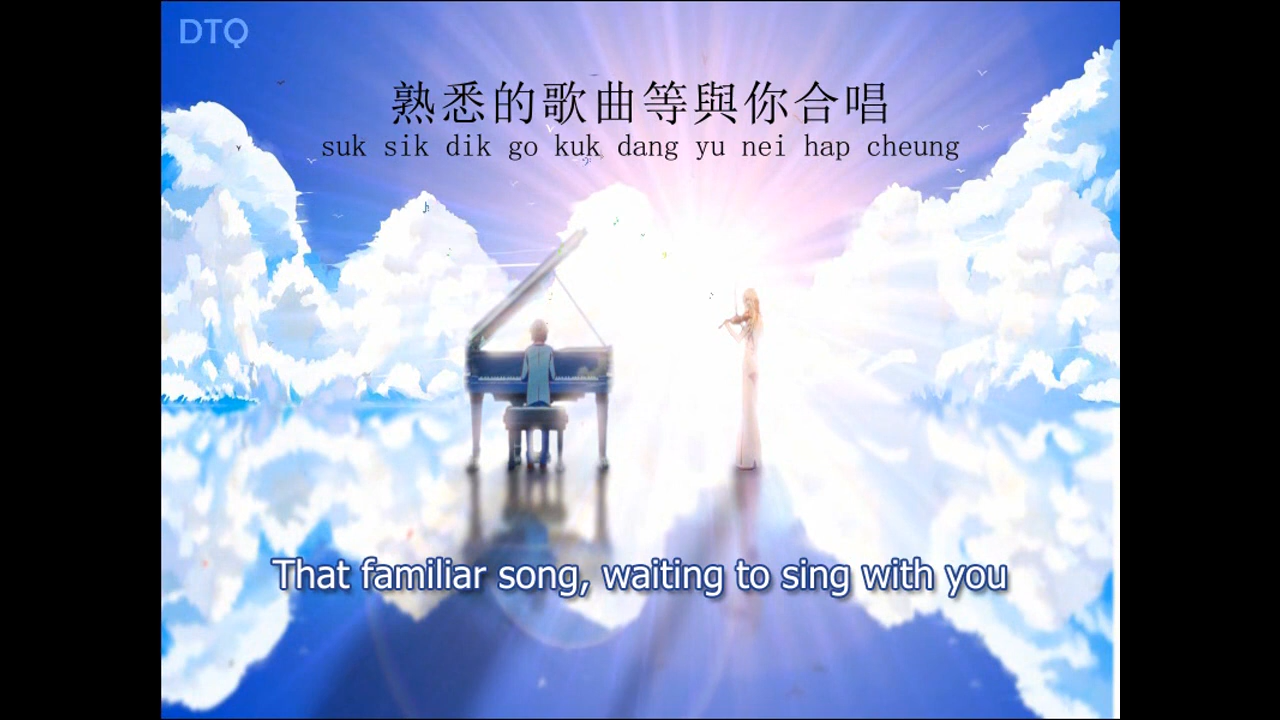 DTQ
熟悉的歌曲等與你合唱
suk sik dik go kuk dang yu nei hap cheung
That familiar song, waiting to sing with you